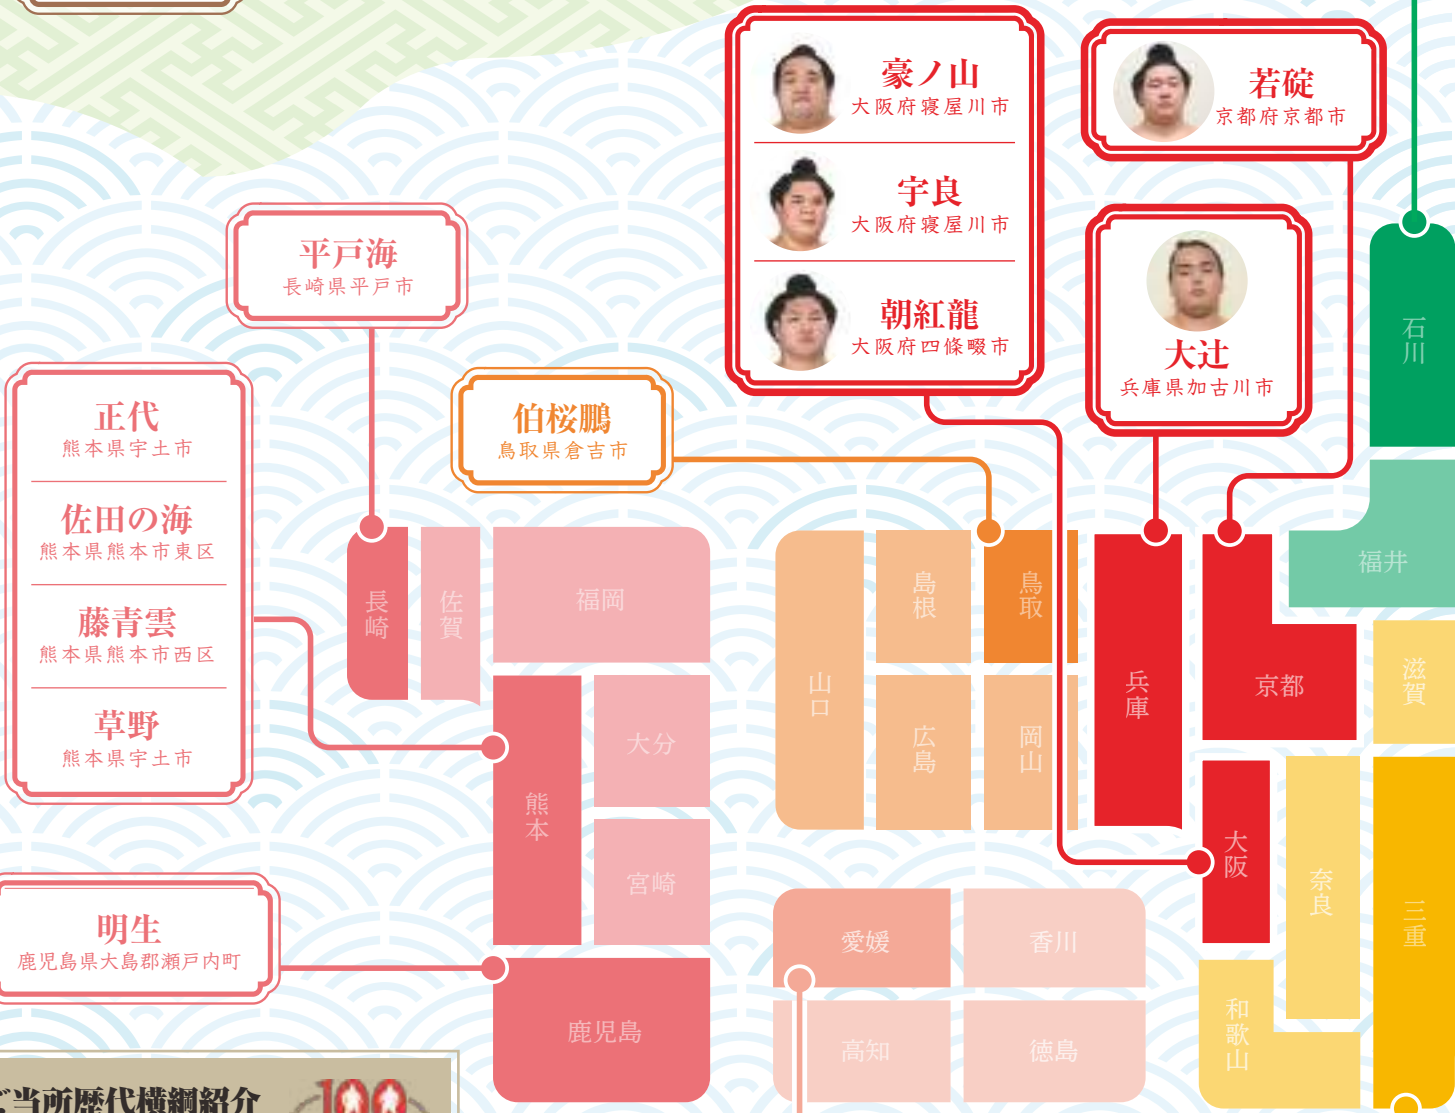 豪ノ山
大阪府寝屋川市
宇良
大阪府寝屋川市
朝紅龍
大阪府四條畷市
若碇
京都府京都市
大辻
兵庫県加古川市
平戸海
長崎県平戸市
正代
熊本県宇土市
佐田の海
熊本県熊本市東区
藤青雲
熊本県熊本市西区
草野
熊本県宇土市
伯桜鵬
鳥取県倉吉市
明生
鹿児島県大島郡瀬戸内町
石川
福井
長崎
佐賀
福岡
熊本
大分
宮崎
鹿児島
山口
島根
鳥取
広島
岡山
兵庫
京都
滋賀
大阪
奈良
三重
和歌山
愛媛
香川
高知
徳島
ご当所歴代横綱紹介
100